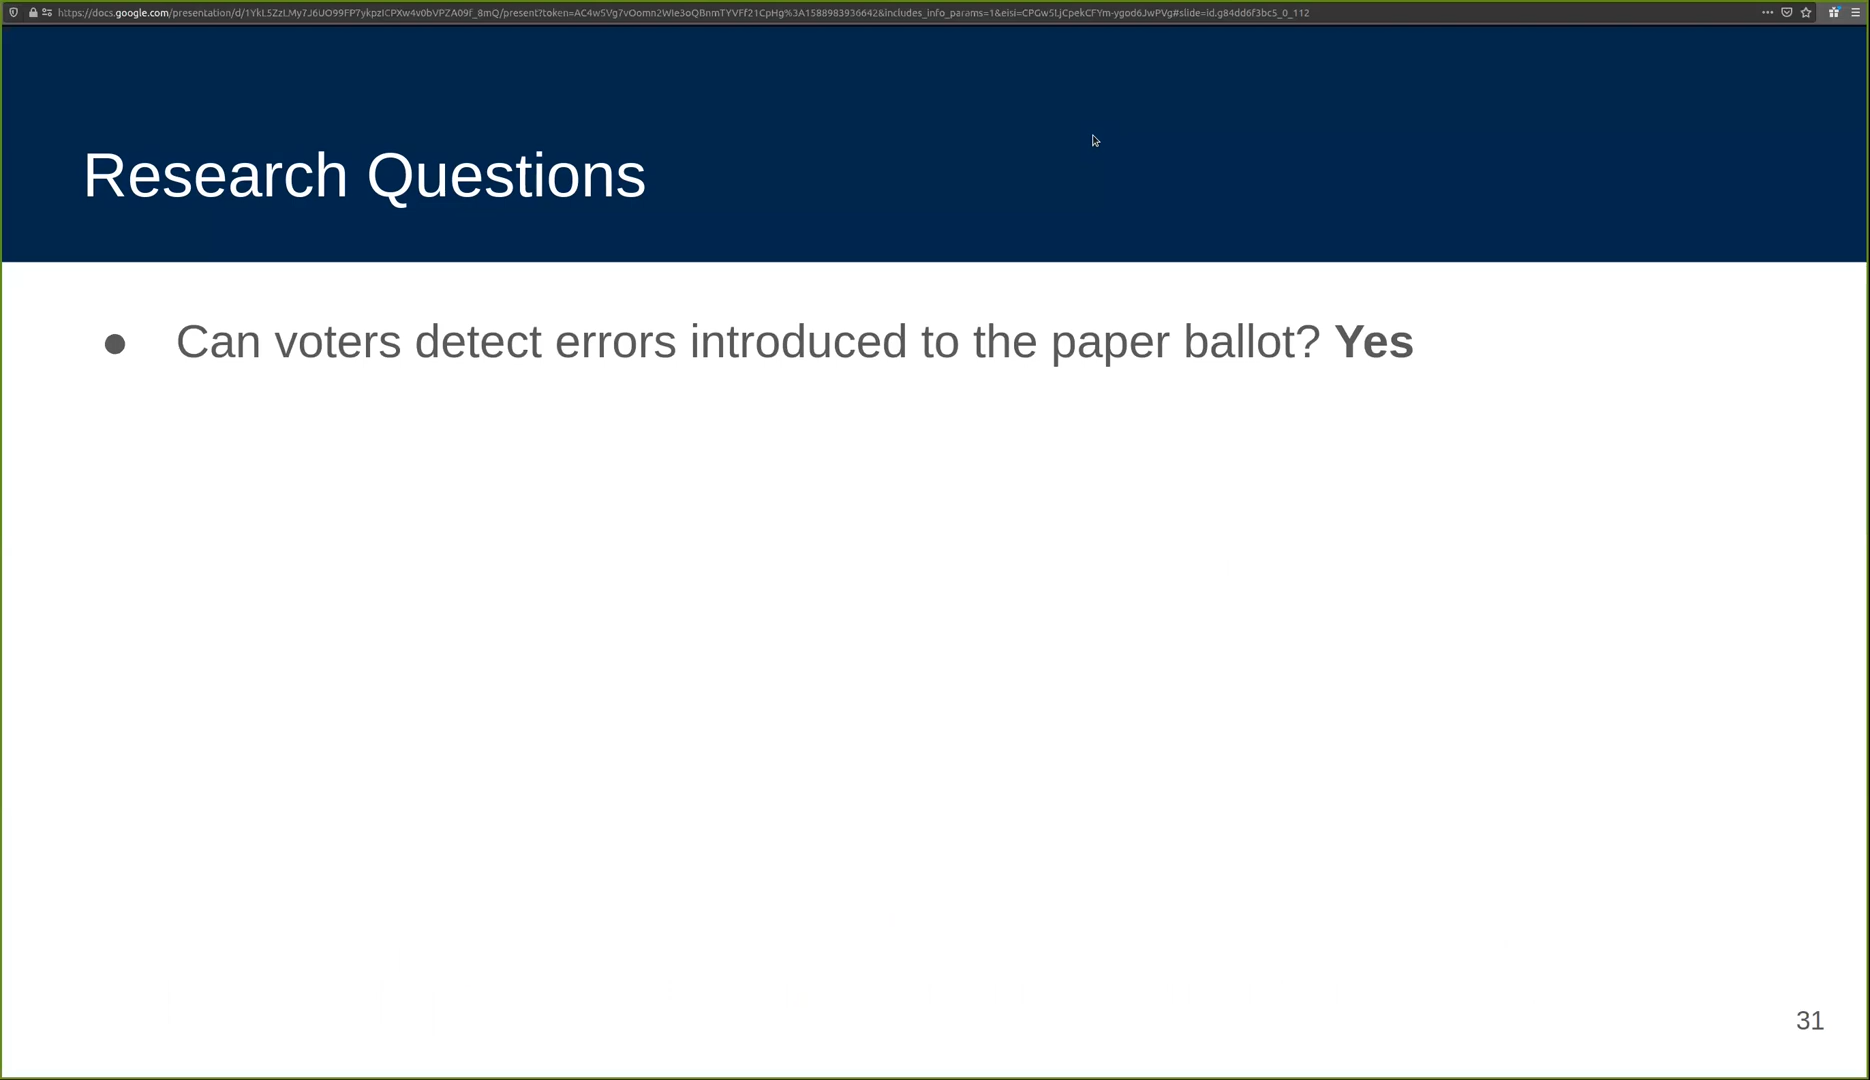 Research Questions
● Can voters detect errors introduced to the paper ballot? Yes
31